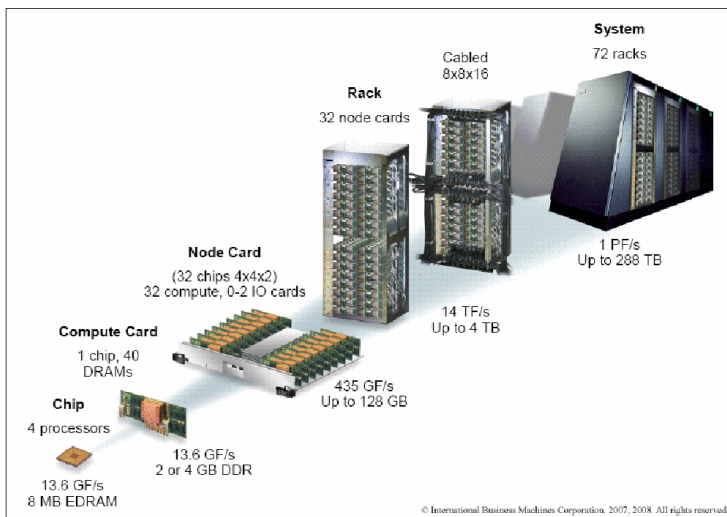 System
72 racks
Cabled
8x8x16
Rack
32 node cards
1 PF/s
Up to 288 TB
Node Card
(32 chips 4x4x2)
32 compute, 0-2 IO cards
14 TF/s
Up to 4 TB
Compute Card
1 chip, 40
DRAMs
435 GF/s
Up to 128 GB
Chip
4 processors
13.6 GF/s
2 or 4 GB DDR
13.6 GF/s
8 MB EDRAM
© International Business Machines Corporation. 2007, 2008. All rights reserved